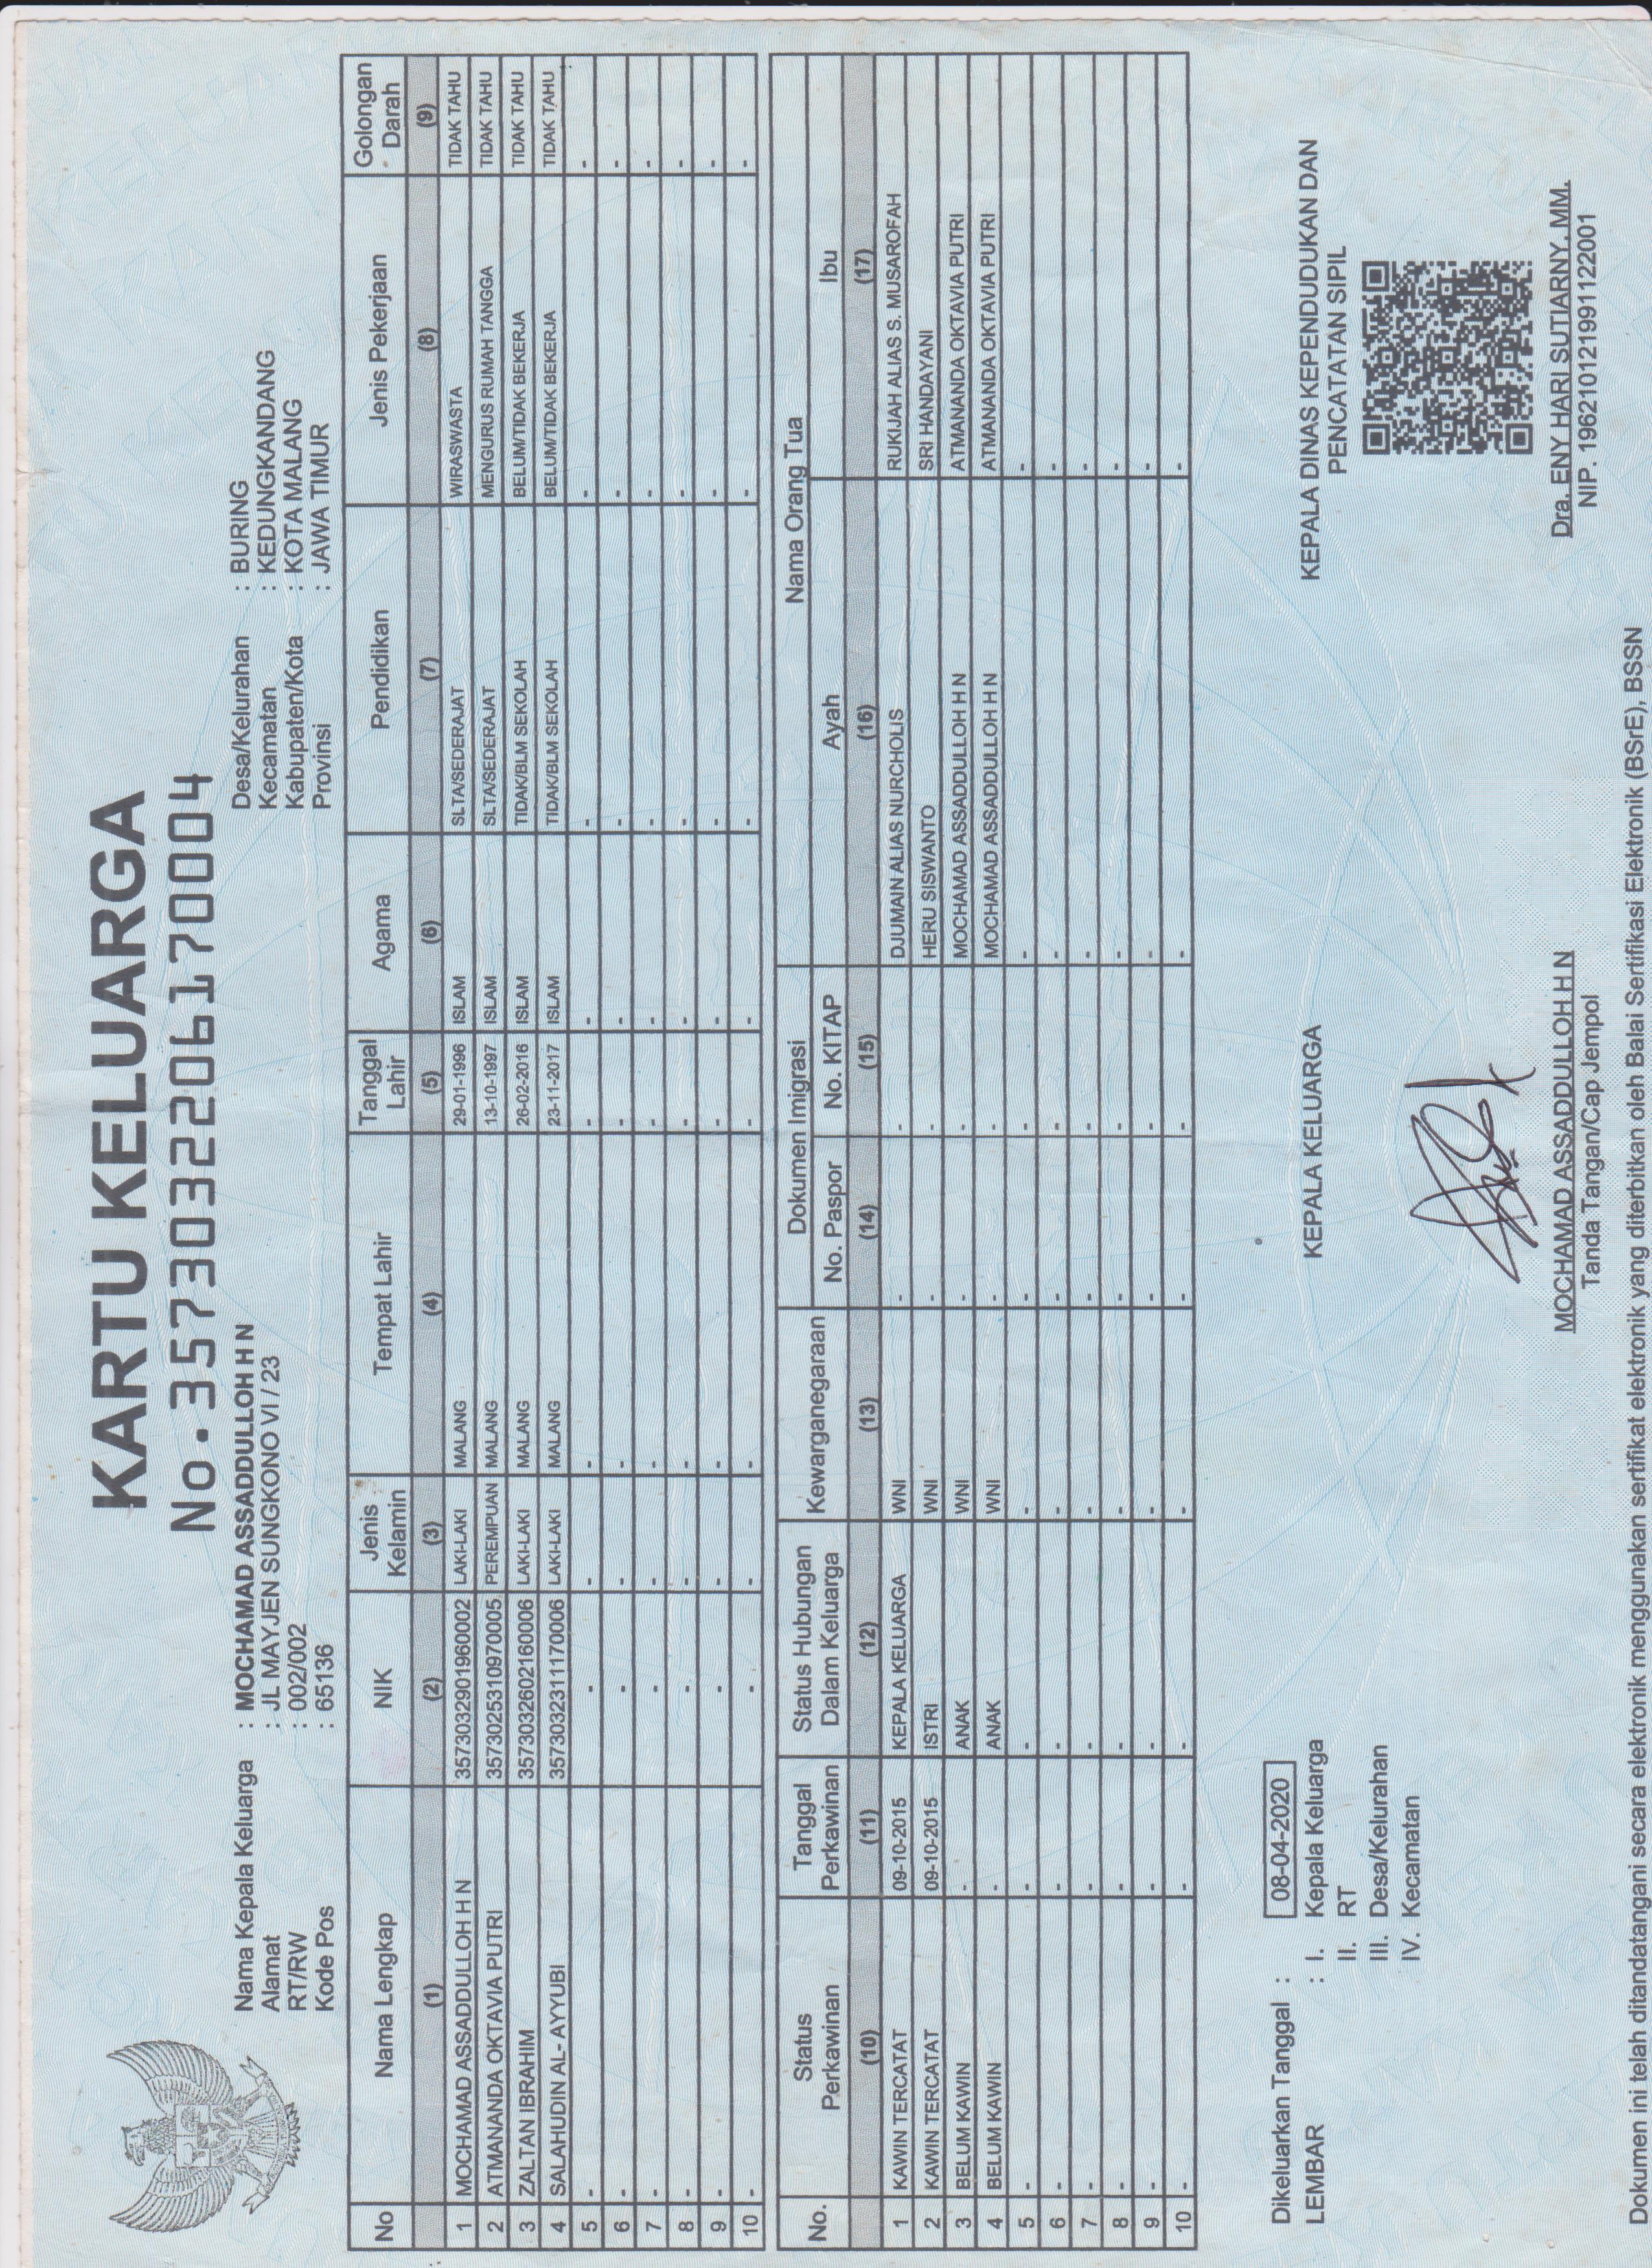 KARTU KELUARGA
No. 3573032206170004
Nama Kepala Keluarga : MOCHAMAD ASSADDULLOH H N
Alamat : JL MAYJEN SUNGKONO VI / 23
RT/RW : 002/002
Kode Pos : 65136
Desa/Kelurahan : BURING
Kecamatan : KEDUNGKANDANG
Kabupaten/Kota : KOTA MALANG
Provinsi : JAWA TIMUR
No Nama Lengkap NIK Jenis Kelamin Tempat Lahir Tanggal Lahir Agama Pendidikan Jenis Pekerjaan Golongan Darah
(1) (2) (3) (4) (5) (6) (7) (8) (9)
1 MOCHAMAD ASSADDULLOH H N 3573032901960002 LAKI-LAKI MALANG 29-01-1996 ISLAM SLTA/SEDERAJAT WIRASWASTA TIDAK TAHU
2 ATMANANDA OKTAVIA PUTRI 3573025310970005 PEREMPUAN MALANG 13-10-1997 ISLAM SLTA/SEDERAJAT MENGURUS RUMAH TANGGA TIDAK TAHU
3 ZALTAN IBRAHIM 3573032602160006 LAKI-LAKI MALANG 26-02-2016 ISLAM TIDAK/BLM SEKOLAH BELUM/TIDAK BEKERJA TIDAK TAHU
4 SALAHUDIN AL- AYYUBI 3573032311170006 LAKI-LAKI MALANG 23-11-2017 ISLAM TIDAK/BLM SEKOLAH BELUM/TIDAK BEKERJA TIDAK TAHU
5 - - - - - - - - -
6 - - - - - - - - -
7 - - - - - - - - -
8 - - - - - - - - -
9 - - - - - - - - -
10 - - - - - - - - -
No. Status Perkawinan Tanggal Perkawinan Status Hubungan Dalam Keluarga Kewarganegaraan Dokumen Imigrasi Nama Orang Tua
No. Paspor No. KITAP Ayah Ibu
(10) (11) (12) (13) (14) (15) (16) (17)
1 KAWIN TERCATAT 09-10-2015 KEPALA KELUARGA WNI - - DJUMAIN ALIAS NURCHOLIS RUKIJAH ALIAS S. MUSAROFAH
2 KAWIN TERCATAT 09-10-2015 ISTRI WNI - - HERU SISWANTO SRI HANDAYANI
3 BELUM KAWIN - ANAK WNI - - MOCHAMAD ASSADDULLOH H N ATMANANDA OKTAVIA PUTRI
4 BELUM KAWIN - ANAK WNI - - MOCHAMAD ASSADDULLOH H N ATMANANDA OKTAVIA PUTRI
5 - - - - - - - -
6 - - - - - - - -
7 - - - - - - - -
8 - - - - - - - -
9 - - - - - - - -
10 - - - - - - - -
Dikeluarkan Tanggal : 08-04-2020
LEMBAR : I. Kepala Keluarga
II. RT
III. Desa/Kelurahan
IV. Kecamatan
KEPALA KELUARGA
MOCHAMAD ASSADDULLOH H N
Tanda Tangan/Cap Jempol
KEPALA DINAS KEPENDUDUKAN DAN
PENCATATAN SIPIL
Dra. ENY HARI SUTIARNY, MM.
NIP. 196210121991122001
Dokumen ini telah ditandatangani secara elektronik menggunakan sertifikat elektronik yang diterbitkan oleh Balai Sertifikasi Elektronik (BSrE), BSSN